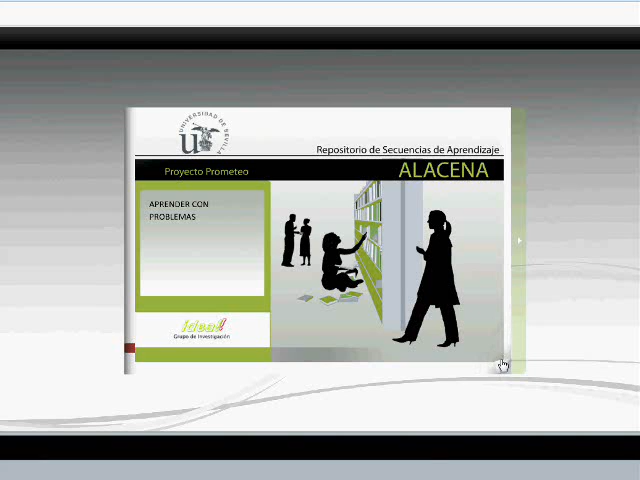 UNIVERSIDAD DE SEVILLA
Repositorio de Secuencias de Aprendizaje
Proyecto Prometeo
ALACENA
APRENDER CON
PROBLEMAS
Idea!
Grupo de Investigación